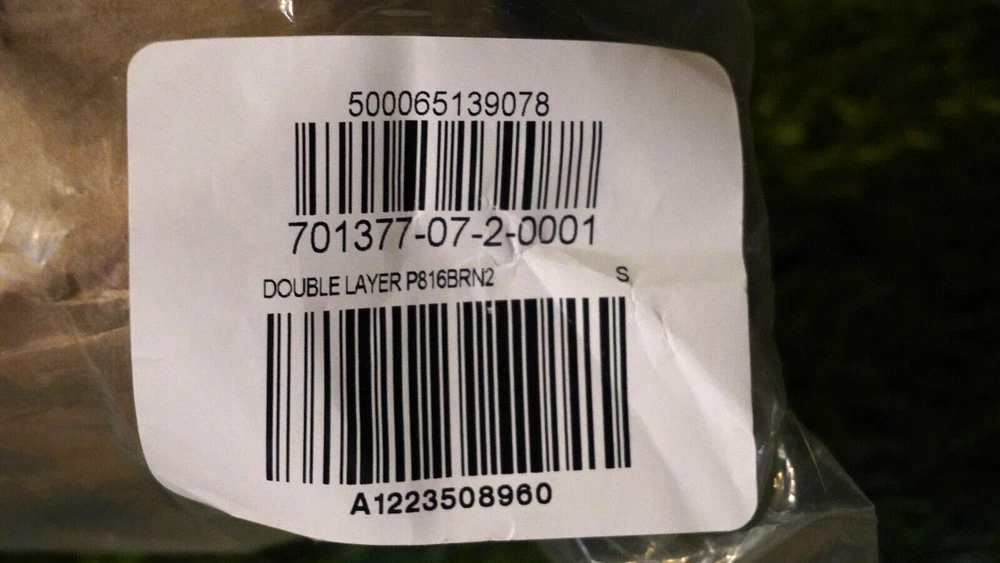 500065139078
701377-07-2-0001
DOUBLE LAYER P816BRN2 S
A1223508960